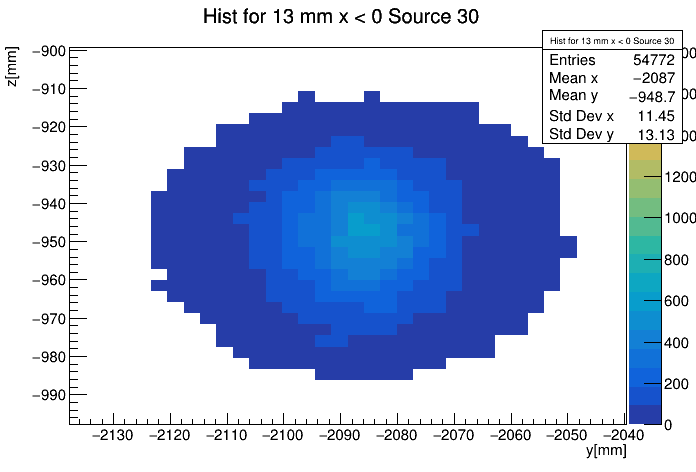 Hist for 13 mm x < 0 Source 30
Hist for 13 mm x < 0 Source 30
Entries 54772
Mean x −2087
Mean y −948.7
Std Dev x 11.45
Std Dev y 13.13
z[mm]
−900
−910
−920
−930
−940
−950
−960
−970
−980
−990
1200
1000
800
600
400
200
0
−2130 −2120 −2110 −2100 −2090 −2080 −2070 −2060 −2050 −2040
y[mm]